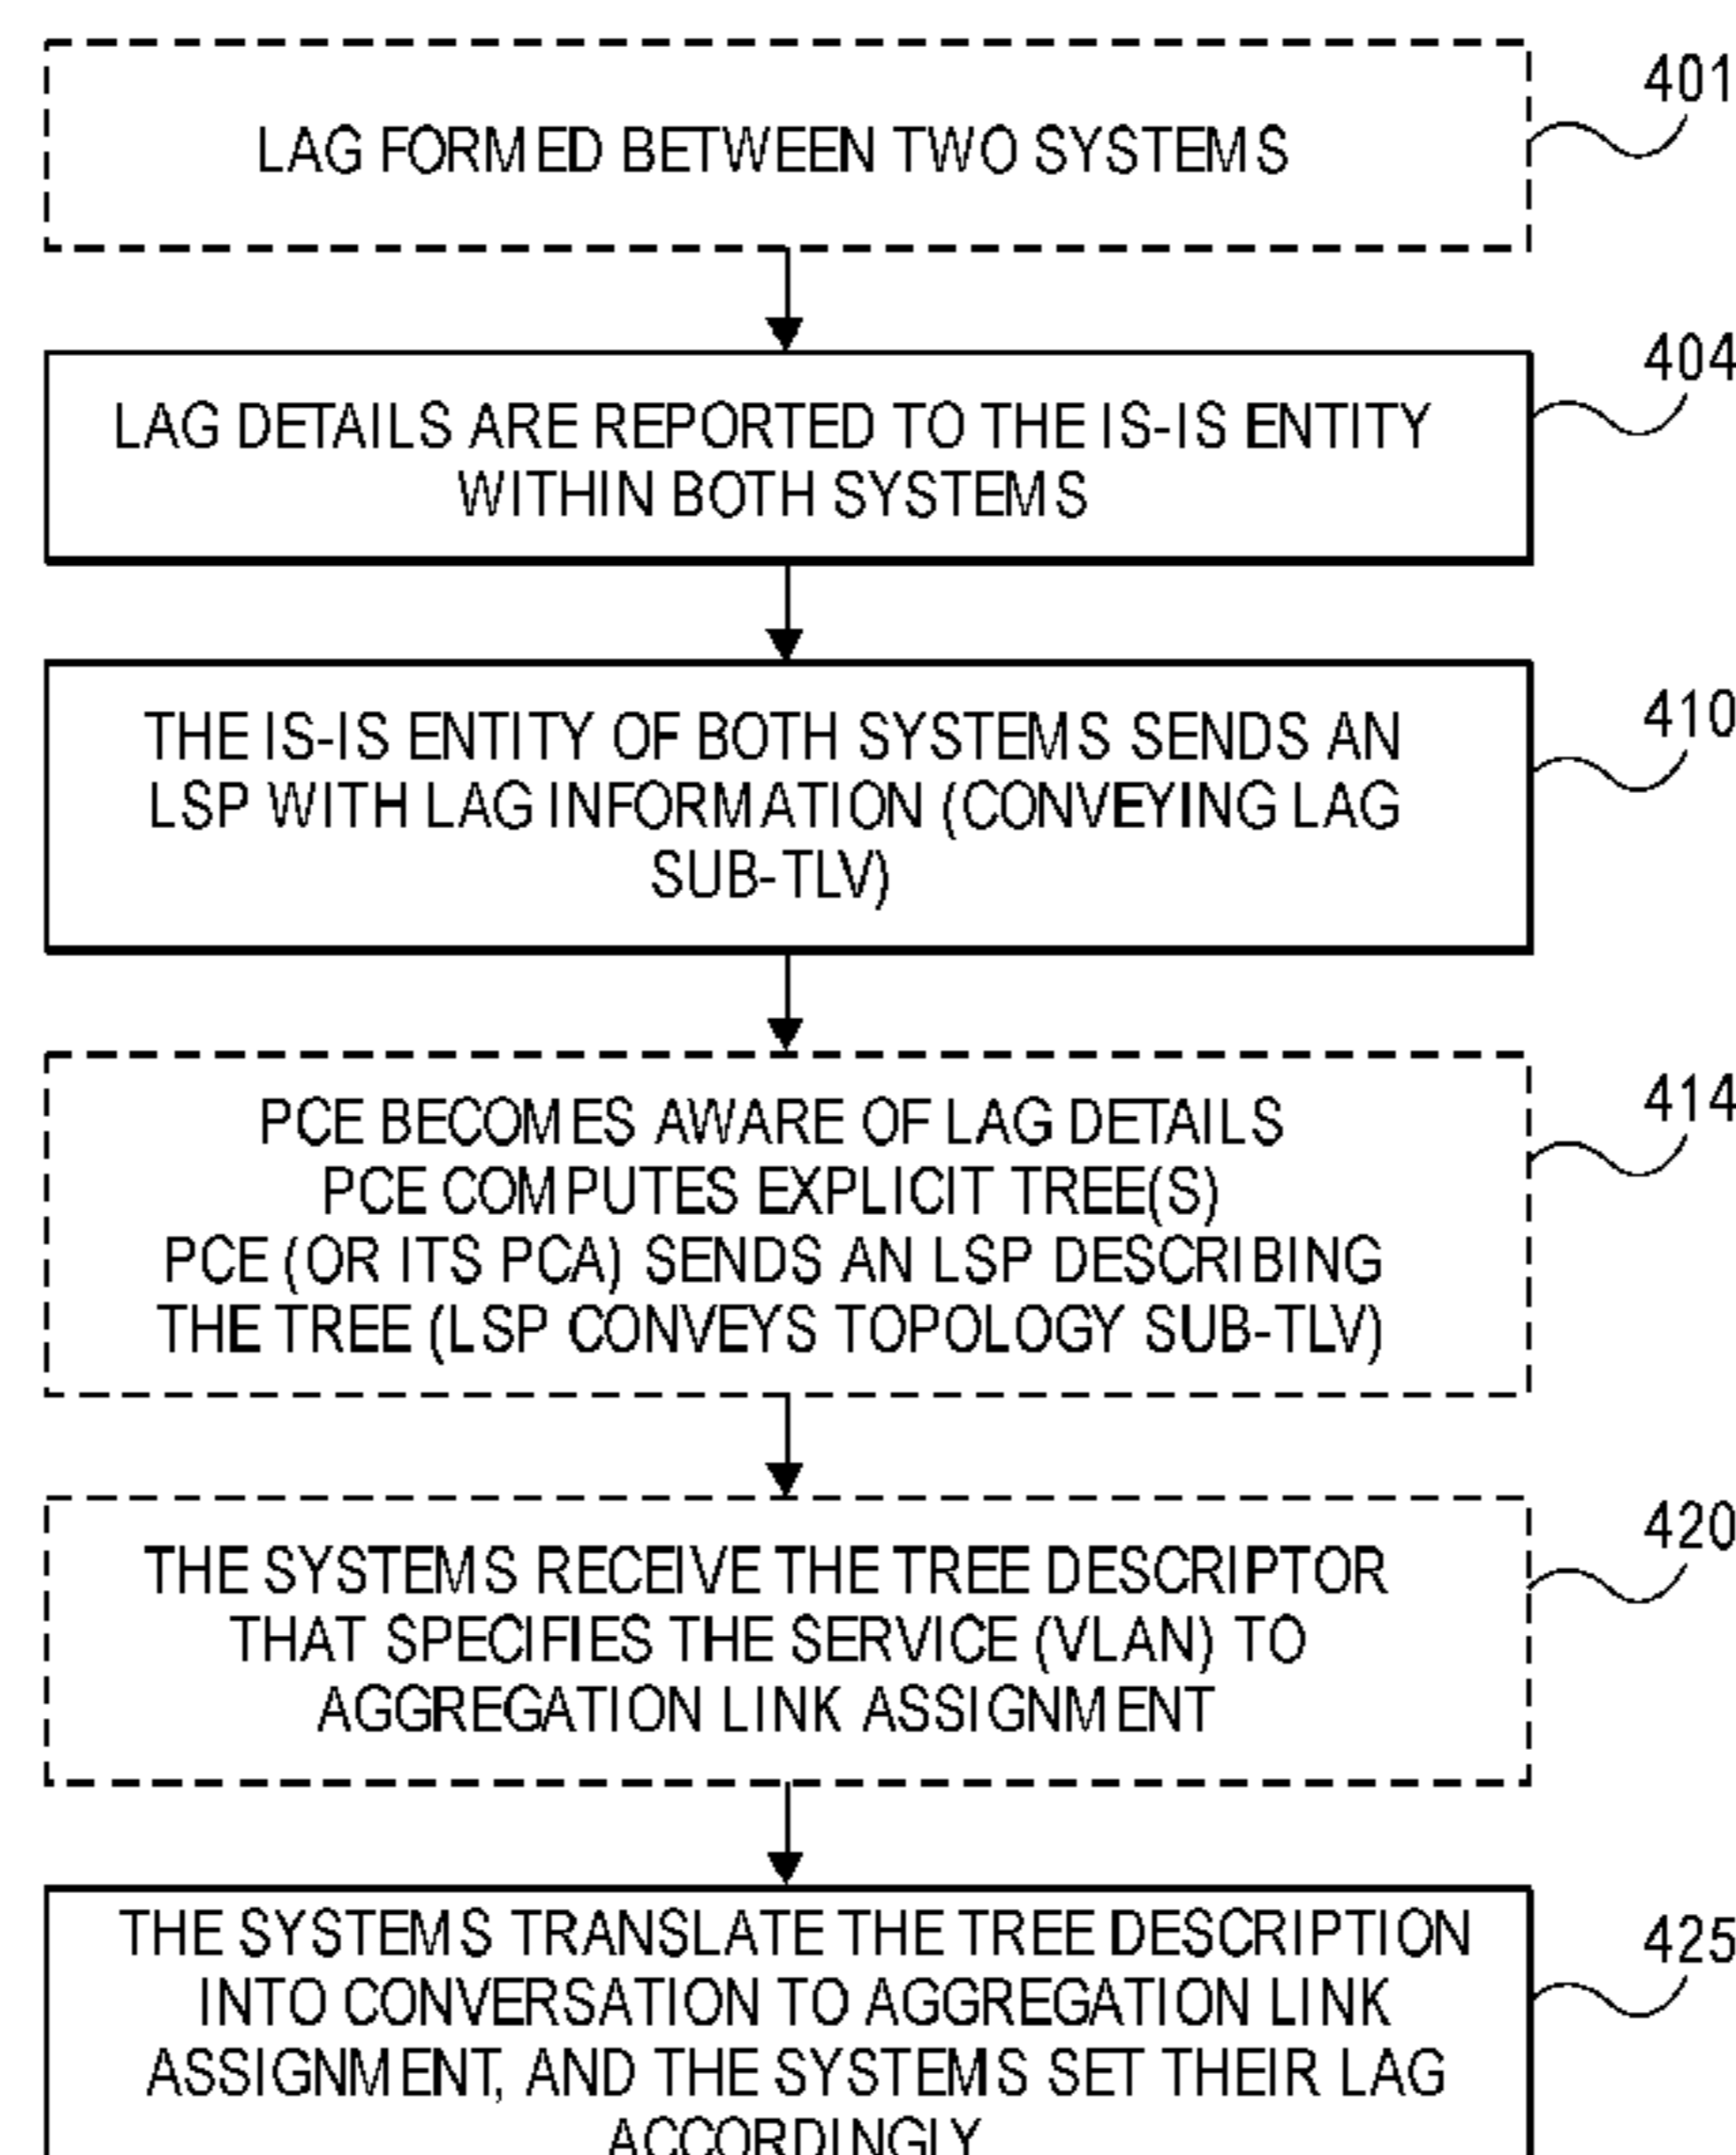 LAG FORMED BETWEEN TWO SYSTEMS
401
LAG DETAILS ARE REPORTED TO THE IS-IS ENTITY
WITHIN BOTH SYSTEMS
404
THE IS-IS ENTITY OF BOTH SYSTEMS SENDS AN
LSP WITH LAG INFORMATION (CONVEYING LAG
SUB-TLV)
410
PCE BECOMES AWARE OF LAG DETAILS
PCE COMPUTES EXPLICIT TREE(S)
PCE (OR ITS PCA) SENDS AN LSP DESCRIBING
THE TREE (LSP CONVEYS TOPOLOGY SUB-TLV)
414
THE SYSTEMS RECEIVE THE TREE DESCRIPTOR
THAT SPECIFIES THE SERVICE (VLAN) TO
AGGREGATION LINK ASSIGNMENT
420
THE SYSTEMS TRANSLATE THE TREE DESCRIPTION
INTO CONVERSATION TO AGGREGATION LINK
ASSIGNMENT, AND THE SYSTEMS SET THEIR LAG
ACCORDINGLY
425